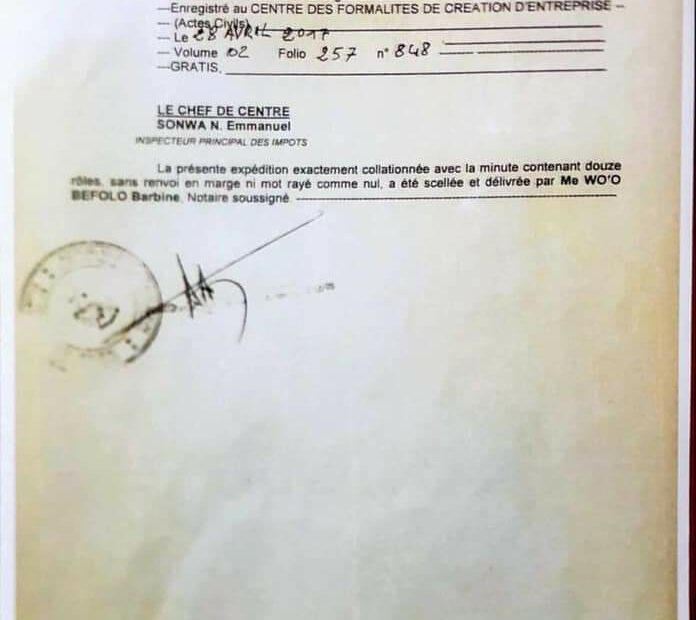 —Enregistré au CENTRE DES FORMALITES DE CREATION D'ENTREPRISE –
— (Actes Civils)
— Le 28 AVRIL 2017
— Volume 02 Folio 257 n° 848
—GRATIS,
LE CHEF DE CENTRE
SONWA N. Emmanuel
INSPECTEUR PRINCIPAL DES IMPOTS
La présente expédition exactement collationnée avec la minute contenant douze
rôles, sans renvoi en marge ni mot rayé comme nul, a été scellée et délivrée par Me WO'O
BEFOLO Barbine, Notaire soussigné.